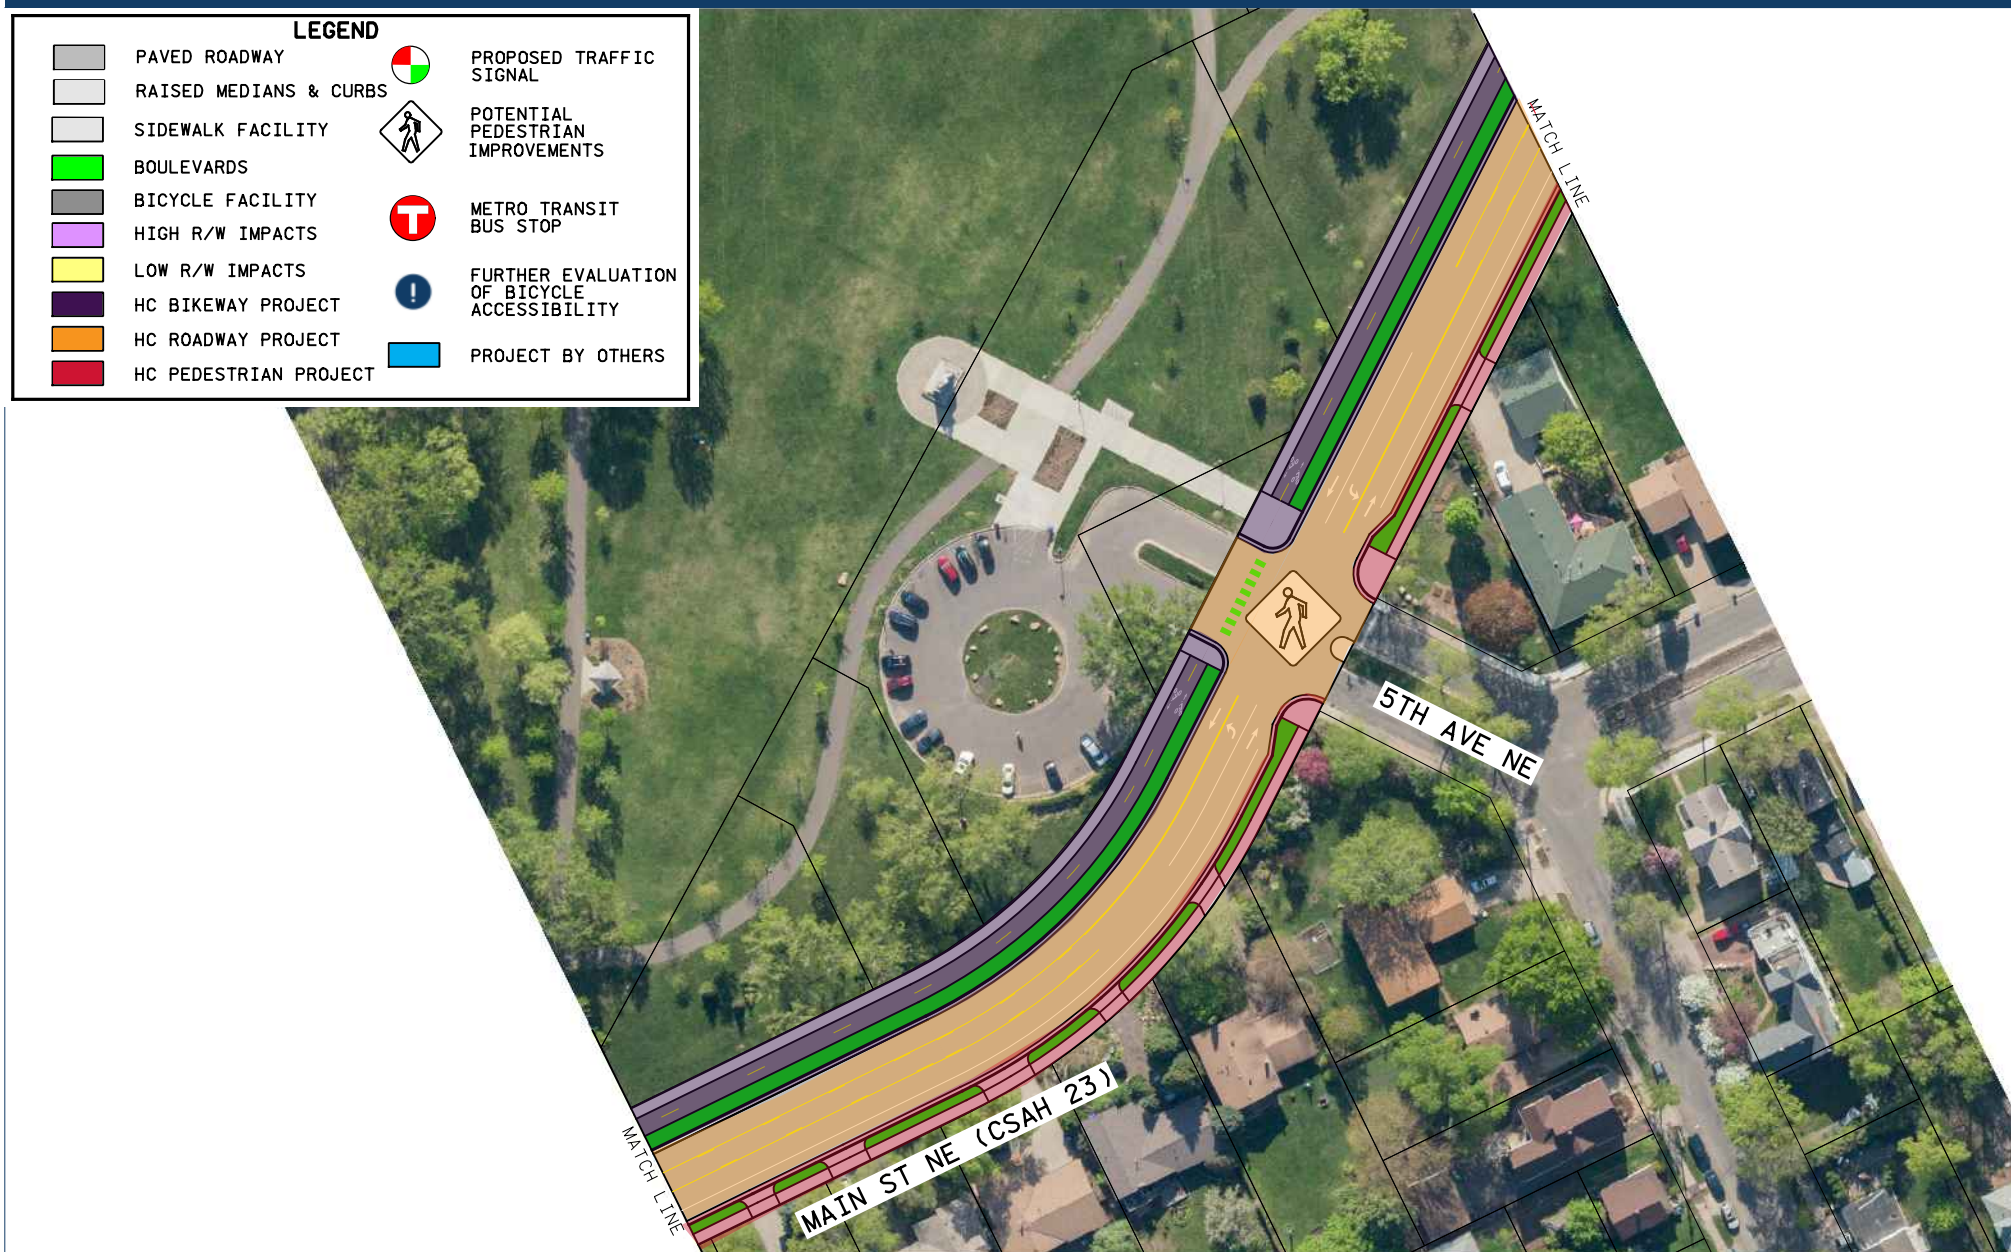 LEGEND
PAVED ROADWAY
RAISED MEDIANS & CURBS
SIDEWALK FACILITY
BOULEVARDS
BICYCLE FACILITY
HIGH R/W IMPACTS
LOW R/W IMPACTS
HC BIKEWAY PROJECT
HC ROADWAY PROJECT
HC PEDESTRIAN PROJECT
PROPOSED TRAFFIC
SIGNAL
POTENTIAL
PEDESTRIAN
IMPROVEMENTS
T
METRO TRANSIT
BUS STOP
!
FURTHER EVALUATION
OF BICYCLE
ACCESSIBILITY
PROJECT BY OTHERS
MATCH LINE
5TH AVE NE
MAIN ST NE (CSAH 23)
MATCH LINE